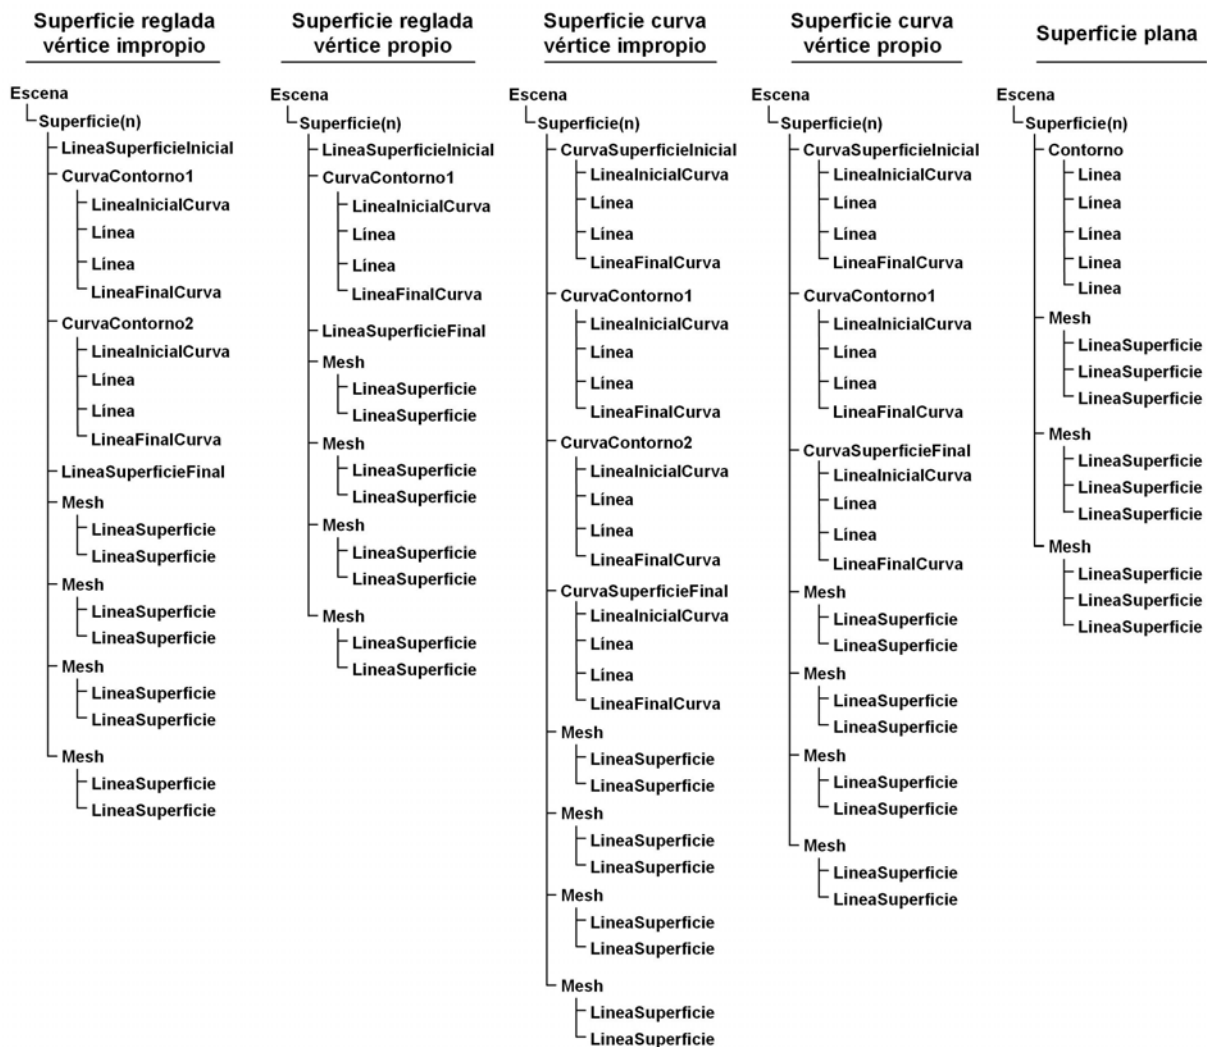 Superficie reglada
vértice impropio
Escena
Superficie(n)
LineaSuperficieInicial
CurvaContorno1
LineaInicialCurva
Línea
Línea
LineaFinalCurva
CurvaContorno2
LineaInicialCurva
Línea
Línea
LineaFinalCurva
LineaSuperficieFinal
Mesh
LineaSuperficie
LineaSuperficie
Mesh
LineaSuperficie
LineaSuperficie
Mesh
LineaSuperficie
LineaSuperficie
Mesh
LineaSuperficie
LineaSuperficie
Superficie reglada
vértice propio
Escena
Superficie(n)
LineaSuperficieInicial
CurvaContorno1
LineaInicialCurva
Línea
Línea
LineaFinalCurva
LineaSuperficieFinal
Mesh
LineaSuperficie
LineaSuperficie
Mesh
LineaSuperficie
LineaSuperficie
Mesh
LineaSuperficie
LineaSuperficie
Mesh
LineaSuperficie
LineaSuperficie
Superficie curva
vértice impropio
Escena
Superficie(n)
CurvaSuperficieInicial
LineaInicialCurva
Línea
Línea
LineaFinalCurva
CurvaContorno1
LineaInicialCurva
Línea
Línea
LineaFinalCurva
CurvaContorno2
LineaInicialCurva
Línea
Línea
LineaFinalCurva
CurvaSuperficieFinal
LineaInicialCurva
Línea
Línea
LineaFinalCurva
Mesh
LineaSuperficie
LineaSuperficie
Mesh
LineaSuperficie
LineaSuperficie
Mesh
LineaSuperficie
LineaSuperficie
Mesh
LineaSuperficie
LineaSuperficie
Superficie curva
vértice propio
Escena
Superficie(n)
CurvaSuperficieInicial
LineaInicialCurva
Línea
Línea
LineaFinalCurva
CurvaContorno1
LineaInicialCurva
Línea
Línea
LineaFinalCurva
CurvaSuperficieFinal
LineaInicialCurva
Línea
Línea
LineaFinalCurva
Mesh
LineaSuperficie
LineaSuperficie
Mesh
LineaSuperficie
LineaSuperficie
Mesh
LineaSuperficie
LineaSuperficie
Mesh
LineaSuperficie
LineaSuperficie
Superficie plana
Escena
Superficie(n)
Contorno
Linea
Linea
Linea
Linea
Linea
Mesh
LineaSuperficie
LineaSuperficie
LineaSuperficie
Mesh
LineaSuperficie
LineaSuperficie
LineaSuperficie
Mesh
LineaSuperficie
LineaSuperficie
LineaSuperficie